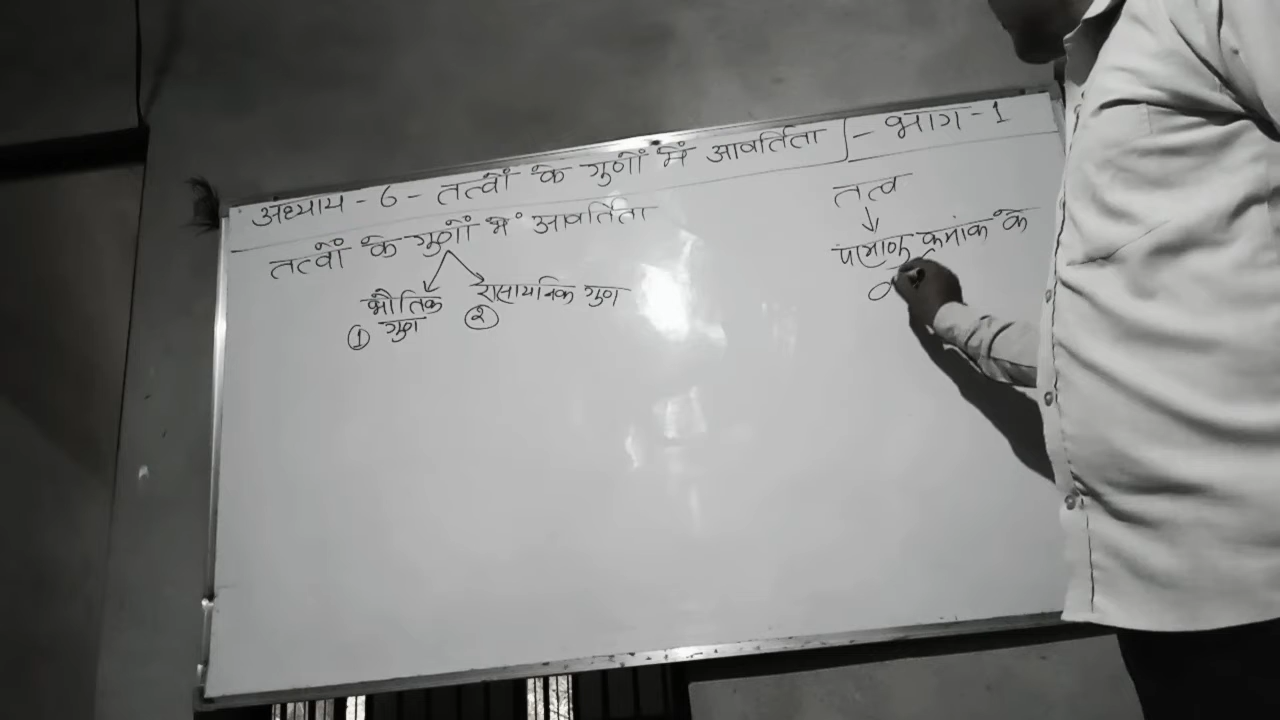 अध्याय - 6 - तत्वों के गुणों में आवर्तिता - भाग - 1
तत्वों के गुणों में आवर्तिता
भौतिक गुण
①
रासायनिक गुण
②
तत्व
परमाणु क्रमांक के